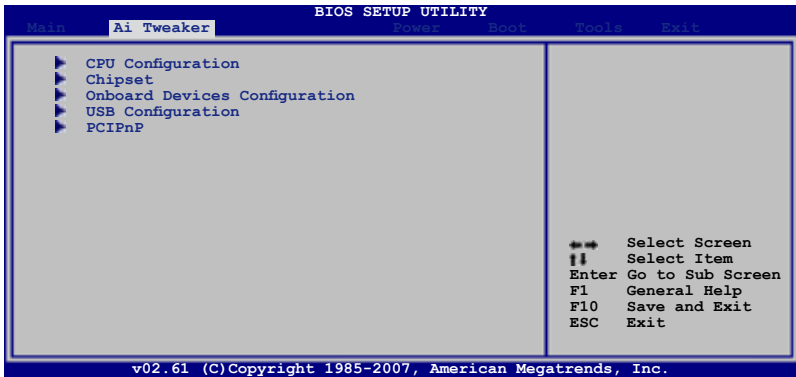 BIOS SETUP UTILITY
Main Ai Tweaker Power Boot Tools Exit
CPU Configuration
Chipset
Onboard Devices Configuration
USB Configuration
PCIPnP
Select Screen
Select Item
Enter Go to Sub Screen
F1 General Help
F10 Save and Exit
ESC Exit
v02.61 (C)Copyright 1985-2007, American Megatrends, Inc.